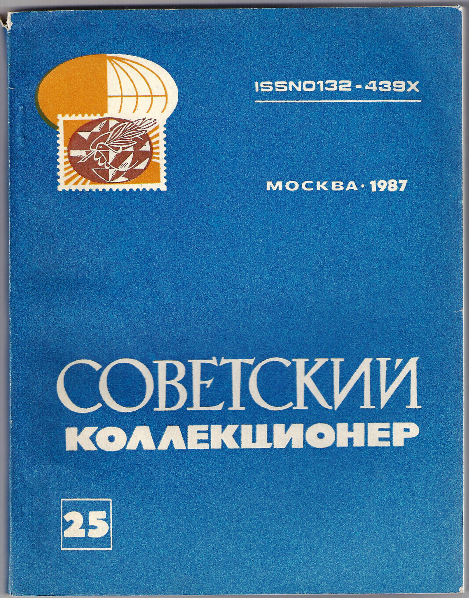 ISSN0132-439X
МОСКВА·1987
СОВЕТСКИЙ
КОЛЛЕКЦИОНЕР
25